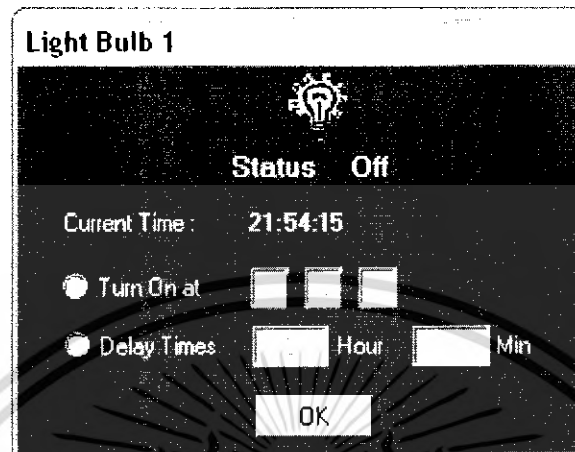 Light Bulb 1
Status Off
Current Time : 21:54:15
Turn On at
Delay Times Hour Min
OK